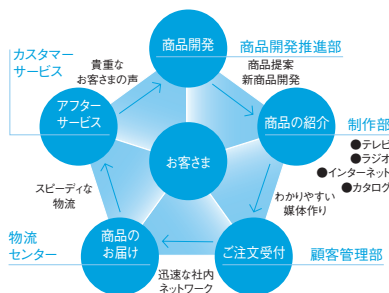 商品開発
商品開発推進部
カスタマー
サービス
貴重な
お客さまの声
商品提案
新商品開発
アフター
サービス
商品の紹介
制作部
●テレビ
●ラジオ
●インターネット
●カタログ
お客さま
スピーディな
物流
わかりやすい
媒体作り
物流
センター
商品の
お届け
ご注文受付
顧客管理部
迅速な社内
ネットワーク